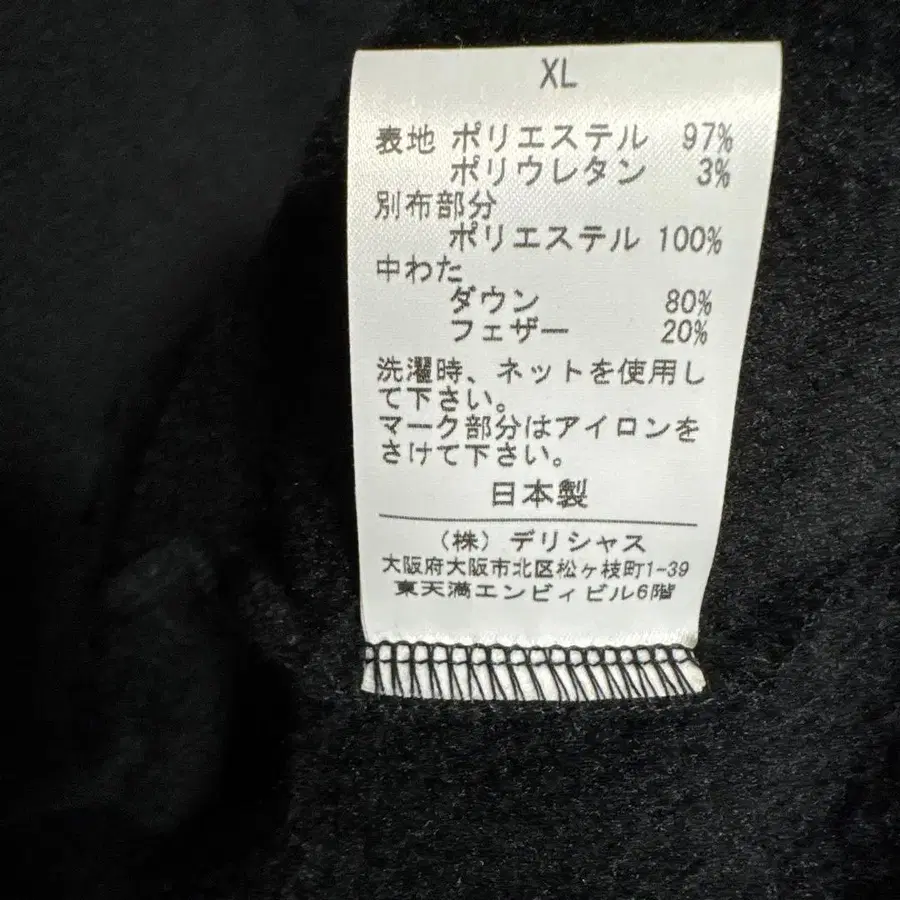 XL
表地 ポリエステル 97%
ポリウレタン 3%
別布部分
ポリエステル 100%
中わた
ダウン 80%
フェザー 20%
洗濯時、ネットを使用し
て下さい。
マーク部分はアイロンを
さけて下さい。
日本製
(株) デリシャス
大阪府大阪市北区松ヶ枝町1-39
東天満エンビィビル6階